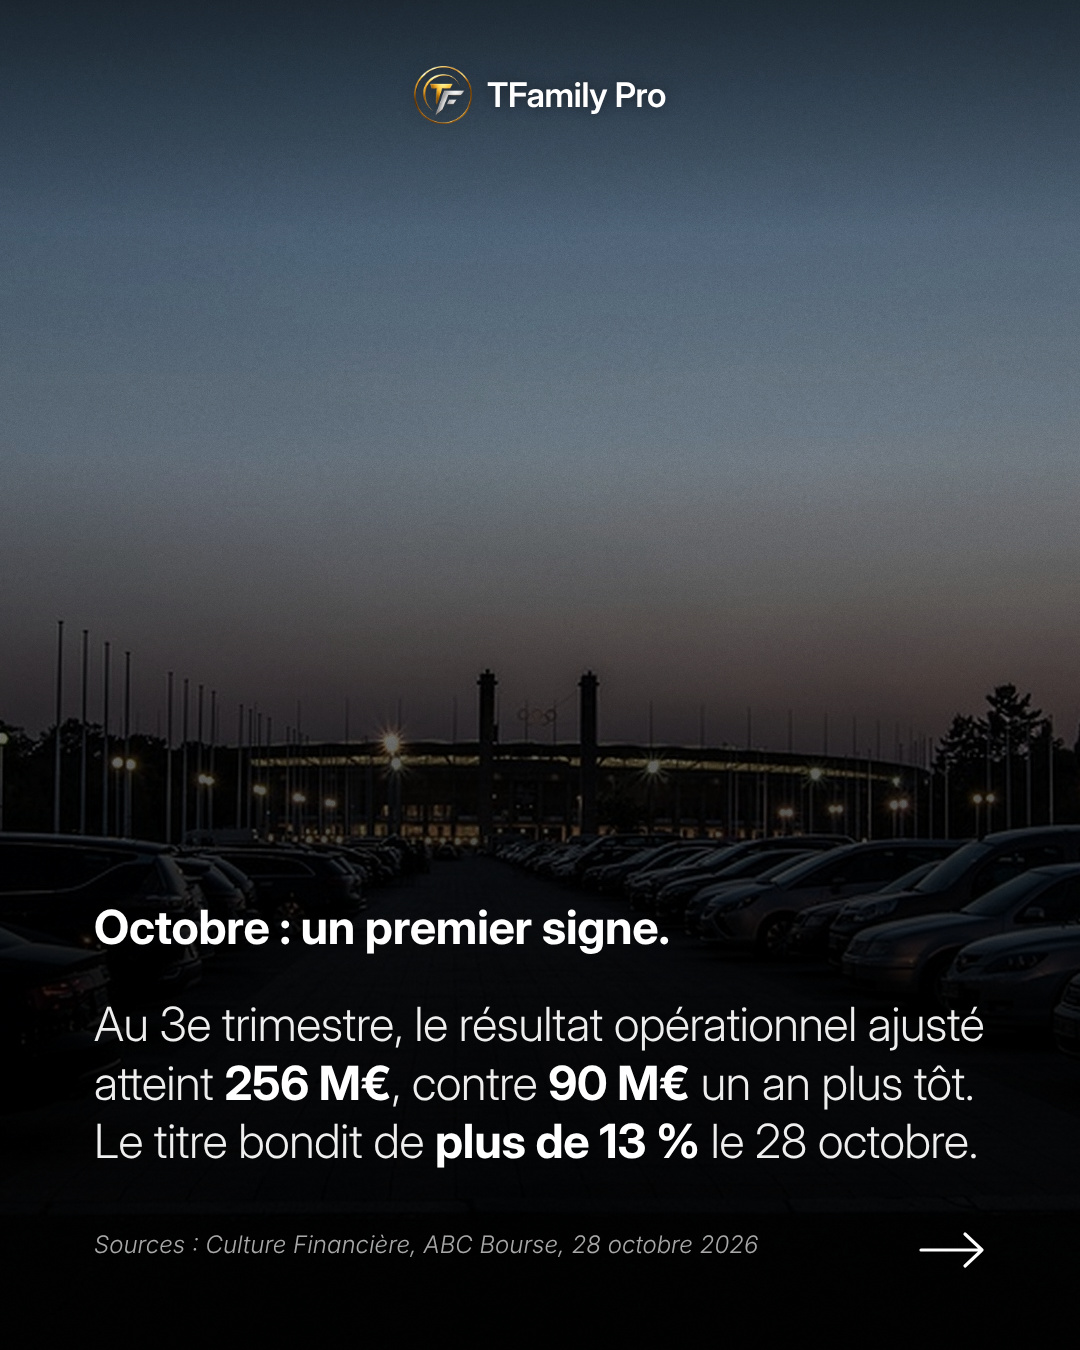 TF TFamily Pro
Octobre : un premier signe.
Au 3e trimestre, le résultat opérationnel ajusté
atteint 256 M€, contre 90 M€ un an plus tôt.
Le titre bondit de plus de 13 % le 28 octobre.
Sources : Culture Financière, ABC Bourse, 28 octobre 2026